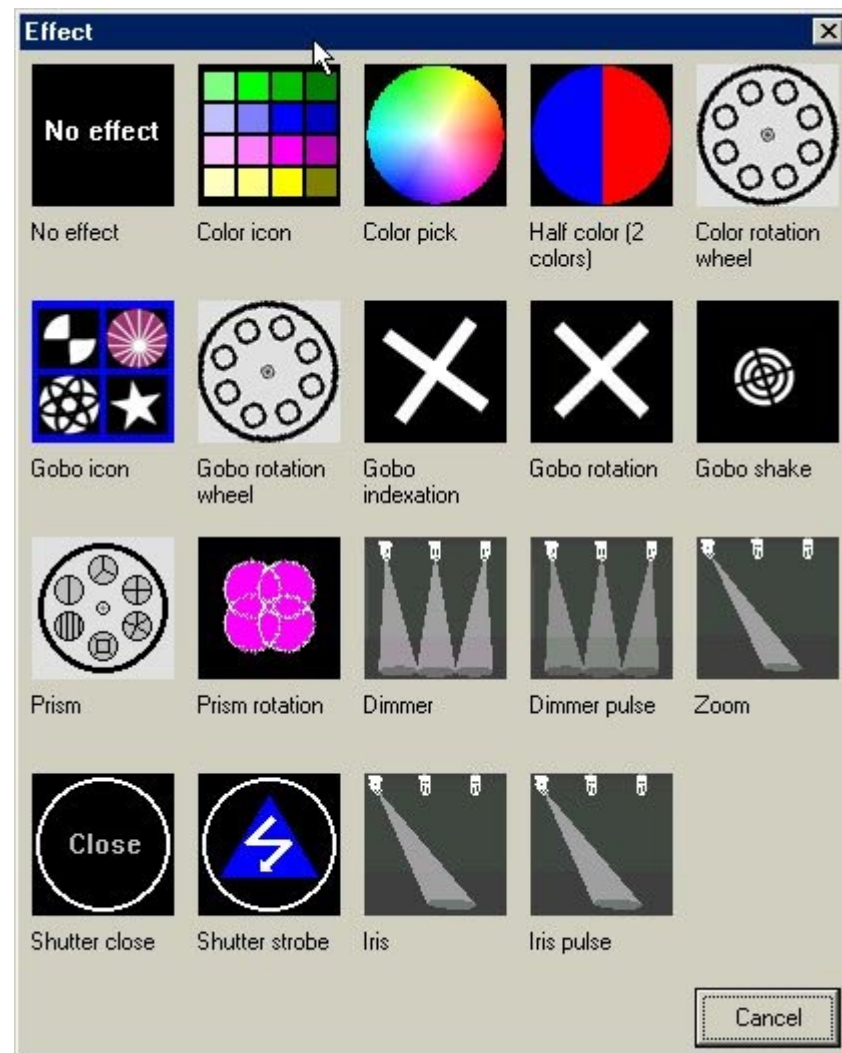 Effect
No effect
No effect
Color icon
Color pick
Half color (2
colors)
Color rotation
wheel
Gobo icon
Gobo rotation
wheel
Gobo
indexation
Gobo rotation
Gobo shake
Prism
Prism rotation
Dimmer
Dimmer pulse
Zoom
Close
Shutter close
Shutter strobe
Iris
Iris pulse
Cancel